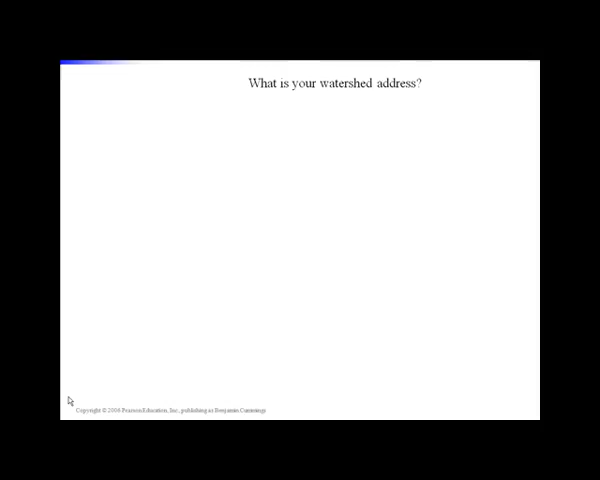 What is your watershed address?
Copyright © 2006 Pearson Education, Inc., publishing as Benjamin Cummings